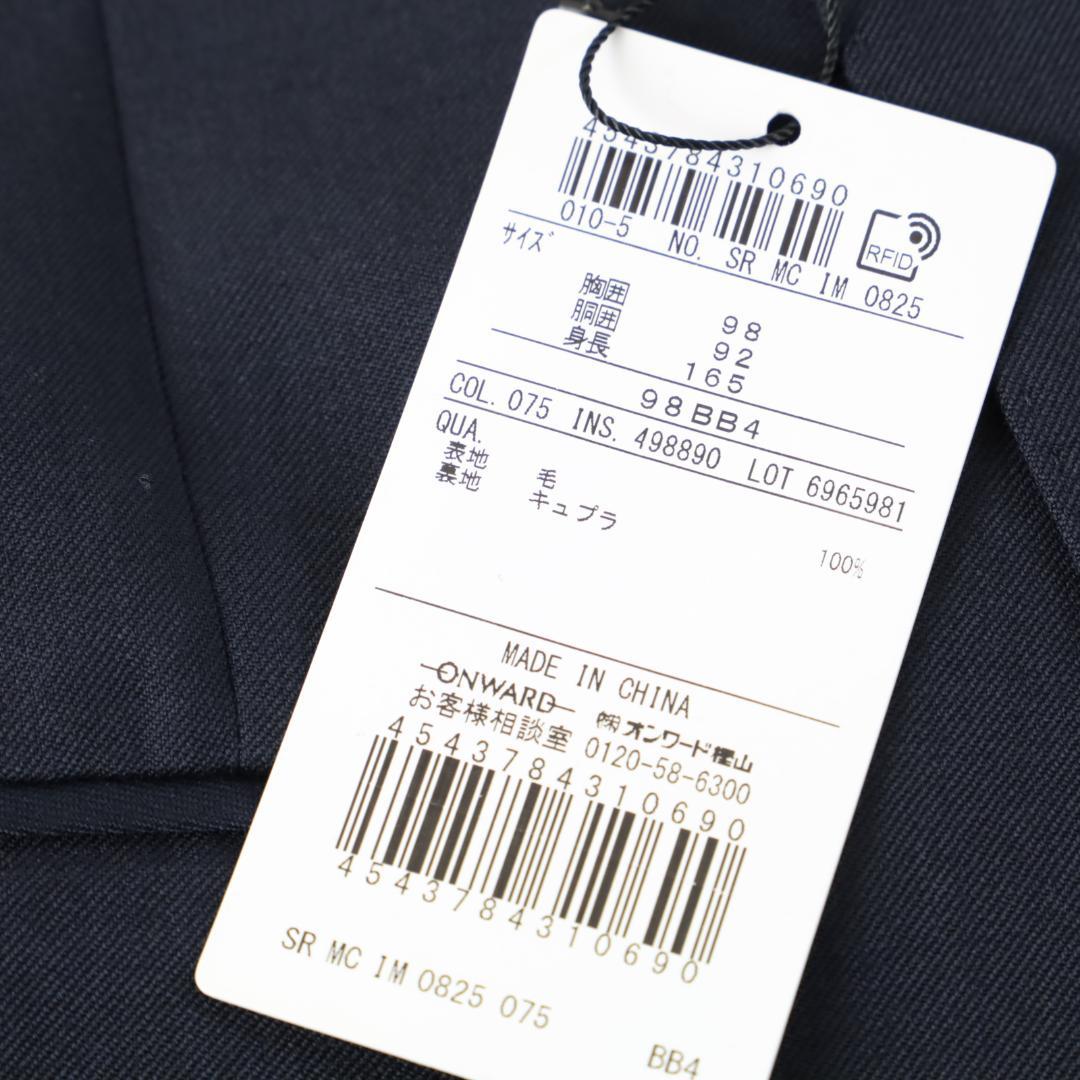 4543784310690
010-5 NO. SR MC IM 0825
RFID
サイズ
胸囲 98
胴囲 92
身長 165
98BB4
COL. 075 INS. 498890 LOT 6965981
QUA.
表地 毛
裏地 キュプラ
100%
MADE IN CHINA
ONWARD ㈱オンワード樫山
お客様相談室 0120-58-6300
4543784310690
4543784310690
SR MC IM 0825 075
BB4